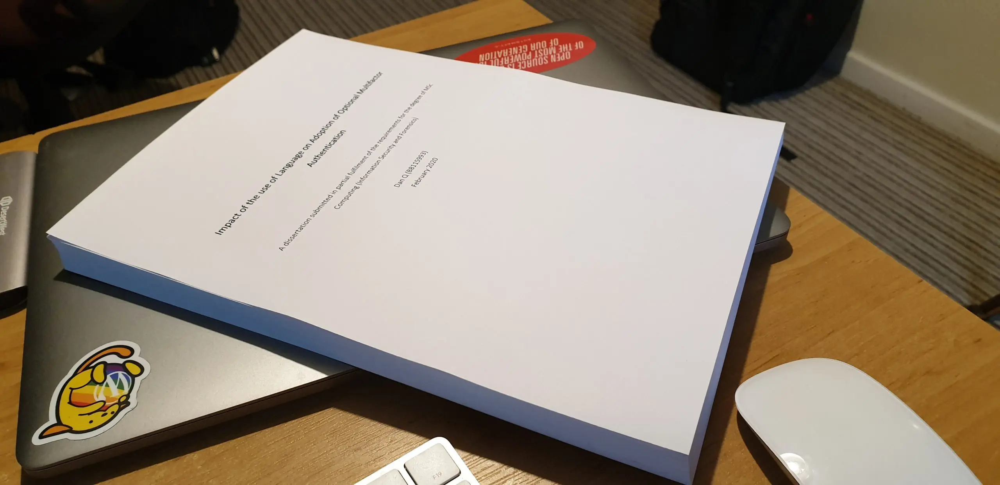 Impact of the use of Language on Adoption of Optional Multifactor
Authentication
A dissertation submitted in partial fulfilment of the requirements for the degree of MSc
Computing (Information Security and Forensics)
Dan Q (B8115993)
February 2020
OPEN SOURCE IS
OF THE MOST POWERFUL
OF OUR GENERATION
DesertWest
W
F19